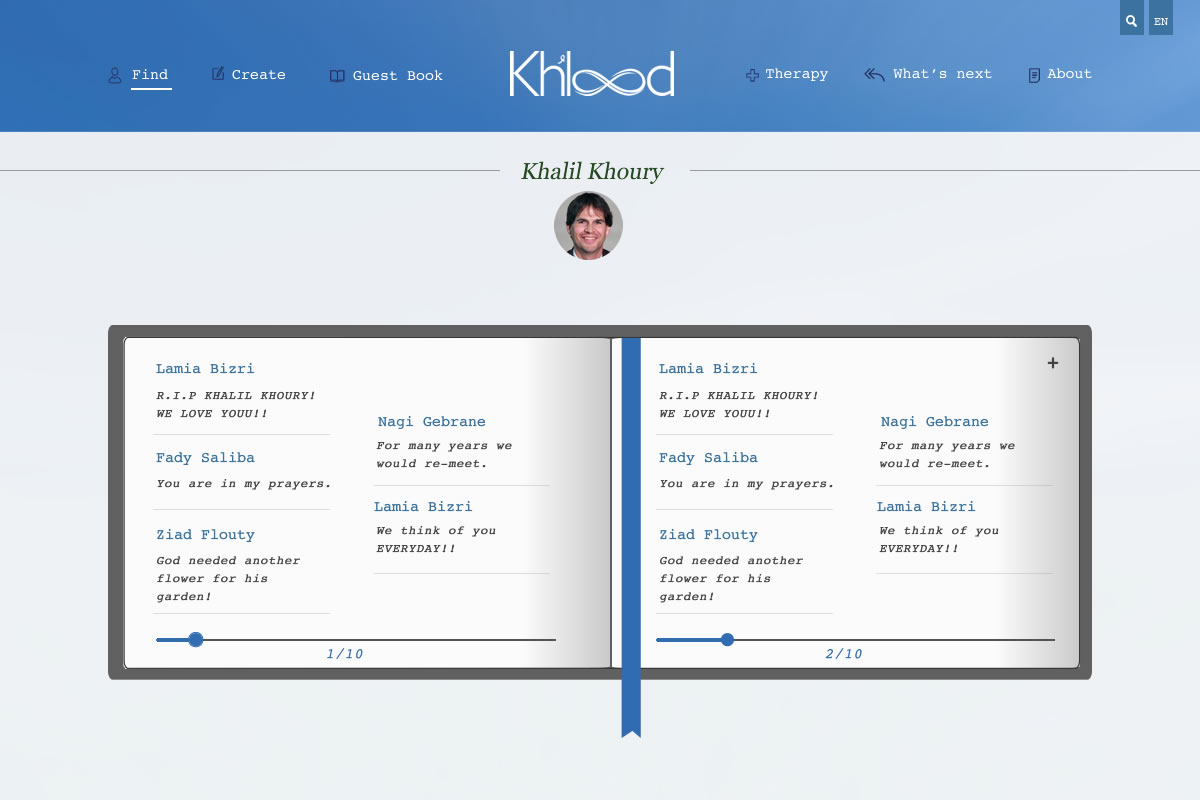 EN
Find
Create
Guest Book
Kh'lood
Therapy
What's next
About
Khalil Khoury
Lamia Bizri
R.I.P KHALIL KHOURY!
WE LOVE YOUU!!
Fady Saliba
You are in my prayers.
Ziad Flouty
God needed another
flower for his
garden!
Nagi Gebrane
For many years we
would re-meet.
Lamia Bizri
We think of you
EVERYDAY!!
1/10
Lamia Bizri
R.I.P KHALIL KHOURY!
WE LOVE YOUU!!
Fady Saliba
You are in my prayers.
Ziad Flouty
God needed another
flower for his
garden!
Nagi Gebrane
For many years we
would re-meet.
Lamia Bizri
We think of you
EVERYDAY!!
2/10